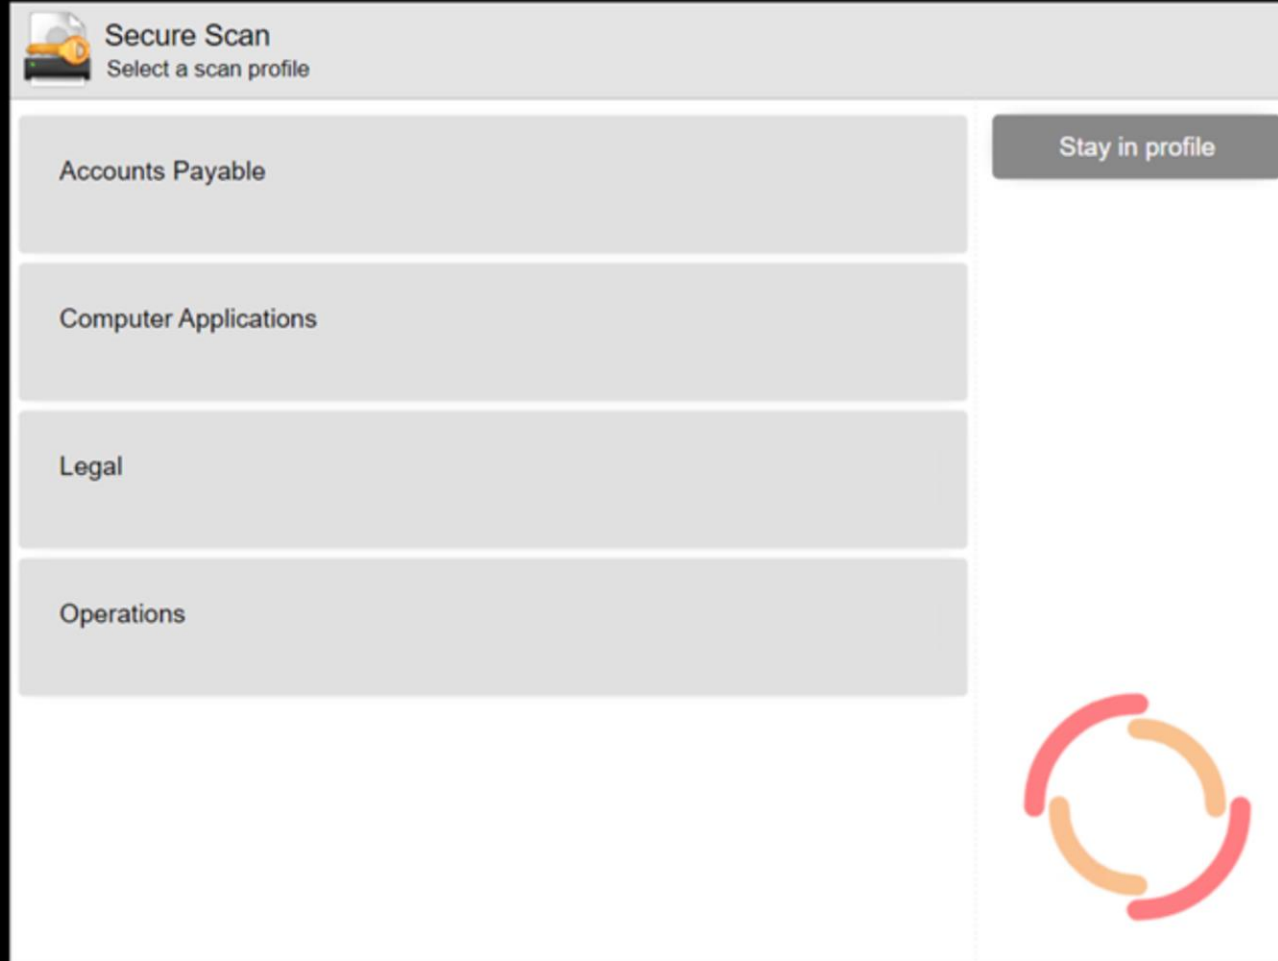 Secure Scan
Select a scan profile
Accounts Payable
Stay in profile
Computer Applications
Legal
Operations